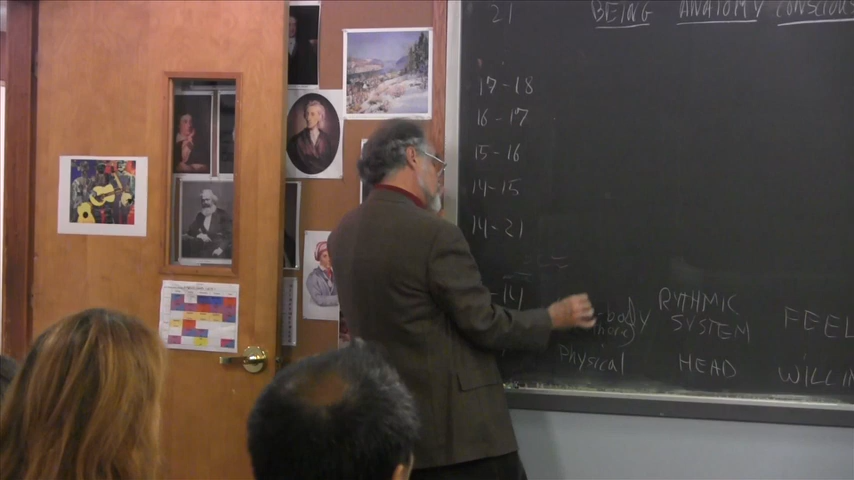 21 BEING ANATOMY CONSCIOUS
17-18
16-17
15-16
14-15
14-21
-14
body RYTHMIC SYSTEM FEEL
Physical HEAD WILLIN